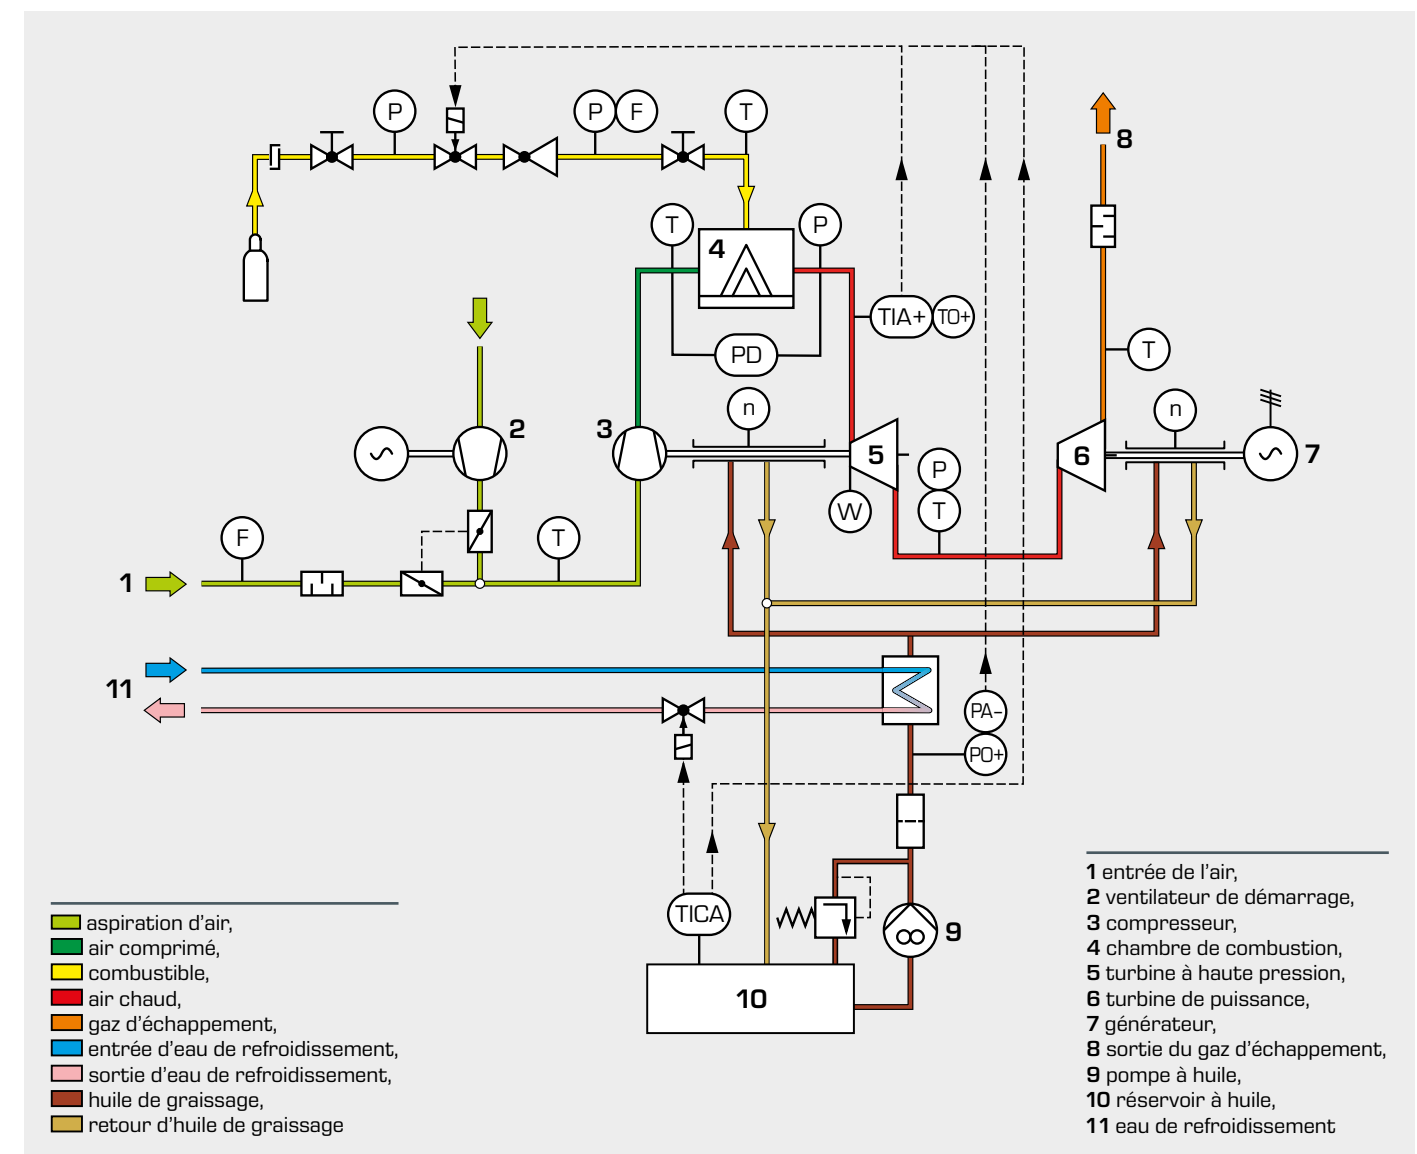 P
P
F
T
8
T
P
4
TIA+
TO+
PD
T
n
n
2
3
5
6
7
P
W
T
F
T
1
11
PA-
PO+
TICA
9
10
aspiration d'air,
air comprimé,
combustible,
air chaud,
gaz d'échappement,
entrée d'eau de refroidissement,
sortie d'eau de refroidissement,
huile de graissage,
retour d'huile de graissage
1 entrée de l'air,
2 ventilateur de démarrage,
3 compresseur,
4 chambre de combustion,
5 turbine à haute pression,
6 turbine de puissance,
7 générateur,
8 sortie du gaz d'échappement,
9 pompe à huile,
10 réservoir à huile,
11 eau de refroidissement